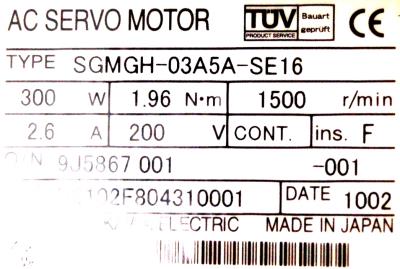 AC SERVO MOTOR TÜV PRODUCT SERVICE Bauart geprüft CE
TYPE SGMGH-03A5A-SE16
300 W 1.96 N·m 1500 r/min
2.6 A 200 V CONT. ins. F
O/N 9J5867 001 -001
102F804310001 DATE 1002
ELECTRIC MADE IN JAPAN